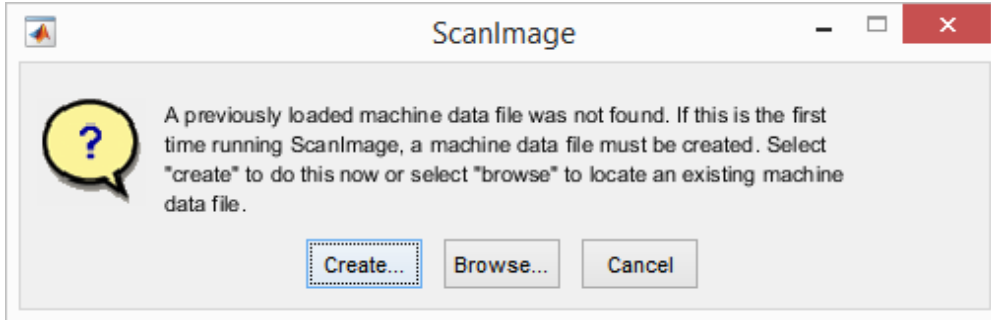 ScanImage
A previously loaded machine data file was not found. If this is the first
time running ScanImage, a machine data file must be created. Select
"create" to do this now or select "browse" to locate an existing machine
data file.
?
Create... Browse... Cancel